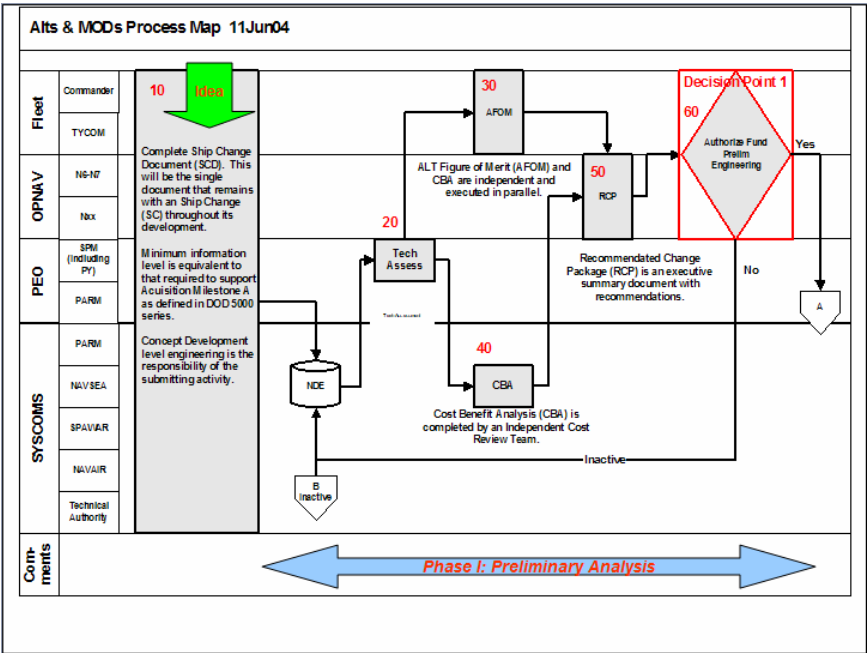 Alts & MODs Process Map 11Jun04
Fleet
Commander
TYCOM
OPNAV
N6-N7
Nxx
PEO
SPM
(Including
PY)
PARM
SYSCOMS
PARM
NAVSEA
SPAWAR
NAVAIR
Technical
Authority
Com-
ments
10
Idea
Complete Ship Change
Document (SCD). This
will be the single
document that remains
with an Ship Change
(SC) throughout its
development.
Minimum information
level is equivalent to
that required to support
Acuisition Milestone A
as defined in DOD 5000
series.
Concept Development
level engineering is the
responsibility of the
submitting activity.
NDE
B
Inactive
20
Tech
Assess
30
AFOM
ALT Figure of Merit (AFOM) and
CBA are independent and
executed in parallel.
40
CBA
Cost Benefit Analysis (CBA) is
completed by an Independent Cost
Review Team.
50
RCP
Recommended Change
Package (RCP) is an executive
summary document with
recommendations.
Decision Point 1
60
Authorize Fund
Prelim
Engineering
Yes
No
A
Inactive
Phase I: Preliminary Analysis